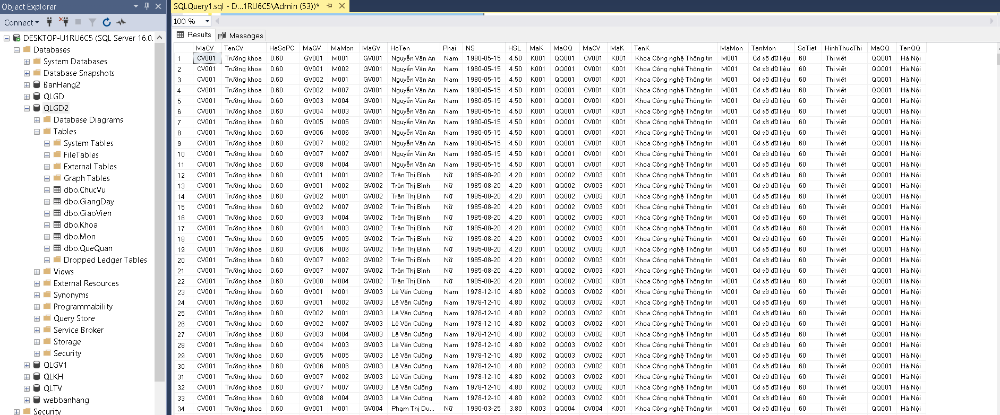 Object Explorer
Connect
DESKTOP-U1RU6C5 (SQL Server 16.0.
Databases
System Databases
Database Snapshots
BanHang2
QLGD
QLGD2
Database Diagrams
Tables
System Tables
FileTables
External Tables
Graph Tables
dbo.ChucVu
dbo.GiangDay
dbo.GiaoVien
dbo.Khoa
dbo.Mon
dbo.QueQuan
Dropped Ledger Tables
Views
External Resources
Synonyms
Programmability
Query Store
Service Broker
Storage
Security
QLGV1
QLKH
QLTV
webbanhang
Security
SQLQuery1.sql - D...1RU6C5\Admin (53))*
100 %
Results Messages
MaCV TenCV HeSoPC MaGV MaMon MaGV HoTen Phai NS HSL MaK MaQQ MaCV MaK TenK MaMon TenMon SoTiet HinhThucThi MaQQ TenQQ
1 CV001 Trưởng khoa 0.60 GV001 M001 GV001 Nguyễn Văn An Nam 1980-05-15 4.50 K001 QQ001 CV001 K001 Khoa Công nghệ Thông tin M001 Cơ sở dữ liệu 60 Thi viết QQ001 Hà Nội
2 CV001 Trưởng khoa 0.60 GV001 M002 GV001 Nguyễn Văn An Nam 1980-05-15 4.50 K001 QQ001 CV001 K001 Khoa Công nghệ Thông tin M001 Cơ sở dữ liệu 60 Thi viết QQ001 Hà Nội
3 CV001 Trưởng khoa 0.60 GV002 M001 GV001 Nguyễn Văn An Nam 1980-05-15 4.50 K001 QQ001 CV001 K001 Khoa Công nghệ Thông tin M001 Cơ sở dữ liệu 60 Thi viết QQ001 Hà Nội
4 CV001 Trưởng khoa 0.60 GV002 M007 GV001 Nguyễn Văn An Nam 1980-05-15 4.50 K001 QQ001 CV001 K001 Khoa Công nghệ Thông tin M001 Cơ sở dữ liệu 60 Thi viết QQ001 Hà Nội
5 CV001 Trưởng khoa 0.60 GV003 M004 GV001 Nguyễn Văn An Nam 1980-05-15 4.50 K001 QQ001 CV001 K001 Khoa Công nghệ Thông tin M001 Cơ sở dữ liệu 60 Thi viết QQ001 Hà Nội
6 CV001 Trưởng khoa 0.60 GV004 M003 GV001 Nguyễn Văn An Nam 1980-05-15 4.50 K001 QQ001 CV001 K001 Khoa Công nghệ Thông tin M001 Cơ sở dữ liệu 60 Thi viết QQ001 Hà Nội
7 CV001 Trưởng khoa 0.60 GV005 M005 GV001 Nguyễn Văn An Nam 1980-05-15 4.50 K001 QQ001 CV001 K001 Khoa Công nghệ Thông tin M001 Cơ sở dữ liệu 60 Thi viết QQ001 Hà Nội
8 CV001 Trưởng khoa 0.60 GV006 M006 GV001 Nguyễn Văn An Nam 1980-05-15 4.50 K001 QQ001 CV001 K001 Khoa Công nghệ Thông tin M001 Cơ sở dữ liệu 60 Thi viết QQ001 Hà Nội
9 CV001 Trưởng khoa 0.60 GV007 M002 GV001 Nguyễn Văn An Nam 1980-05-15 4.50 K001 QQ001 CV001 K001 Khoa Công nghệ Thông tin M001 Cơ sở dữ liệu 60 Thi viết QQ001 Hà Nội
10 CV001 Trưởng khoa 0.60 GV007 M007 GV001 Nguyễn Văn An Nam 1980-05-15 4.50 K001 QQ001 CV001 K001 Khoa Công nghệ Thông tin M001 Cơ sở dữ liệu 60 Thi viết QQ001 Hà Nội
11 CV001 Trưởng khoa 0.60 GV008 M004 GV001 Nguyễn Văn An Nam 1980-05-15 4.50 K001 QQ001 CV001 K001 Khoa Công nghệ Thông tin M001 Cơ sở dữ liệu 60 Thi viết QQ001 Hà Nội
12 CV001 Trưởng khoa 0.60 GV001 M001 GV002 Trần Thị Bình Nữ 1985-08-20 4.20 K001 QQ002 CV003 K001 Khoa Công nghệ Thông tin M001 Cơ sở dữ liệu 60 Thi viết QQ001 Hà Nội
13 CV001 Trưởng khoa 0.60 GV001 M002 GV002 Trần Thị Bình Nữ 1985-08-20 4.20 K001 QQ002 CV003 K001 Khoa Công nghệ Thông tin M001 Cơ sở dữ liệu 60 Thi viết QQ001 Hà Nội
14 CV001 Trưởng khoa 0.60 GV002 M001 GV002 Trần Thị Bình Nữ 1985-08-20 4.20 K001 QQ002 CV003 K001 Khoa Công nghệ Thông tin M001 Cơ sở dữ liệu 60 Thi viết QQ001 Hà Nội
15 CV001 Trưởng khoa 0.60 GV002 M007 GV002 Trần Thị Bình Nữ 1985-08-20 4.20 K001 QQ002 CV003 K001 Khoa Công nghệ Thông tin M001 Cơ sở dữ liệu 60 Thi viết QQ001 Hà Nội
16 CV001 Trưởng khoa 0.60 GV003 M004 GV002 Trần Thị Bình Nữ 1985-08-20 4.20 K001 QQ002 CV003 K001 Khoa Công nghệ Thông tin M001 Cơ sở dữ liệu 60 Thi viết QQ001 Hà Nội
17 CV001 Trưởng khoa 0.60 GV004 M003 GV002 Trần Thị Bình Nữ 1985-08-20 4.20 K001 QQ002 CV003 K001 Khoa Công nghệ Thông tin M001 Cơ sở dữ liệu 60 Thi viết QQ001 Hà Nội
18 CV001 Trưởng khoa 0.60 GV005 M005 GV002 Trần Thị Bình Nữ 1985-08-20 4.20 K001 QQ002 CV003 K001 Khoa Công nghệ Thông tin M001 Cơ sở dữ liệu 60 Thi viết QQ001 Hà Nội
19 CV001 Trưởng khoa 0.60 GV006 M006 GV002 Trần Thị Bình Nữ 1985-08-20 4.20 K001 QQ002 CV003 K001 Khoa Công nghệ Thông tin M001 Cơ sở dữ liệu 60 Thi viết QQ001 Hà Nội
20 CV001 Trưởng khoa 0.60 GV007 M002 GV002 Trần Thị Bình Nữ 1985-08-20 4.20 K001 QQ002 CV003 K001 Khoa Công nghệ Thông tin M001 Cơ sở dữ liệu 60 Thi viết QQ001 Hà Nội
21 CV001 Trưởng khoa 0.60 GV007 M007 GV002 Trần Thị Bình Nữ 1985-08-20 4.20 K001 QQ002 CV003 K001 Khoa Công nghệ Thông tin M001 Cơ sở dữ liệu 60 Thi viết QQ001 Hà Nội
22 CV001 Trưởng khoa 0.60 GV008 M004 GV002 Trần Thị Bình Nữ 1985-08-20 4.20 K001 QQ002 CV003 K001 Khoa Công nghệ Thông tin M001 Cơ sở dữ liệu 60 Thi viết QQ001 Hà Nội
23 CV001 Trưởng khoa 0.60 GV001 M001 GV003 Lê Văn Cường Nam 1978-12-10 4.80 K002 QQ003 CV002 K001 Khoa Công nghệ Thông tin M001 Cơ sở dữ liệu 60 Thi viết QQ001 Hà Nội
24 CV001 Trưởng khoa 0.60 GV001 M002 GV003 Lê Văn Cường Nam 1978-12-10 4.80 K002 QQ003 CV002 K001 Khoa Công nghệ Thông tin M001 Cơ sở dữ liệu 60 Thi viết QQ001 Hà Nội
25 CV001 Trưởng khoa 0.60 GV002 M001 GV003 Lê Văn Cường Nam 1978-12-10 4.80 K002 QQ003 CV002 K001 Khoa Công nghệ Thông tin M001 Cơ sở dữ liệu 60 Thi viết QQ001 Hà Nội
26 CV001 Trưởng khoa 0.60 GV002 M007 GV003 Lê Văn Cường Nam 1978-12-10 4.80 K002 QQ003 CV002 K001 Khoa Công nghệ Thông tin M001 Cơ sở dữ liệu 60 Thi viết QQ001 Hà Nội
27 CV001 Trưởng khoa 0.60 GV003 M004 GV003 Lê Văn Cường Nam 1978-12-10 4.80 K002 QQ003 CV002 K001 Khoa Công nghệ Thông tin M001 Cơ sở dữ liệu 60 Thi viết QQ001 Hà Nội
28 CV001 Trưởng khoa 0.60 GV004 M003 GV003 Lê Văn Cường Nam 1978-12-10 4.80 K002 QQ003 CV002 K001 Khoa Công nghệ Thông tin M001 Cơ sở dữ liệu 60 Thi viết QQ001 Hà Nội
29 CV001 Trưởng khoa 0.60 GV005 M005 GV003 Lê Văn Cường Nam 1978-12-10 4.80 K002 QQ003 CV002 K001 Khoa Công nghệ Thông tin M001 Cơ sở dữ liệu 60 Thi viết QQ001 Hà Nội
30 CV001 Trưởng khoa 0.60 GV006 M006 GV003 Lê Văn Cường Nam 1978-12-10 4.80 K002 QQ003 CV002 K001 Khoa Công nghệ Thông tin M001 Cơ sở dữ liệu 60 Thi viết QQ001 Hà Nội
31 CV001 Trưởng khoa 0.60 GV007 M002 GV003 Lê Văn Cường Nam 1978-12-10 4.80 K002 QQ003 CV002 K001 Khoa Công nghệ Thông tin M001 Cơ sở dữ liệu 60 Thi viết QQ001 Hà Nội
32 CV001 Trưởng khoa 0.60 GV007 M007 GV003 Lê Văn Cường Nam 1978-12-10 4.80 K002 QQ003 CV002 K001 Khoa Công nghệ Thông tin M001 Cơ sở dữ liệu 60 Thi viết QQ001 Hà Nội
33 CV001 Trưởng khoa 0.60 GV008 M004 GV003 Lê Văn Cường Nam 1978-12-10 4.80 K002 QQ003 CV002 K001 Khoa Công nghệ Thông tin M001 Cơ sở dữ liệu 60 Thi viết QQ001 Hà Nội
34 CV001 Trưởng khoa 0.60 GV001 M001 GV004 Phạm Thị Du... Nữ 1990-03-25 3.80 K003 QQ004 CV004 K001 Khoa Công nghệ Thông tin M001 Cơ sở dữ liệu 60 Thi viết QQ001 Hà Nội